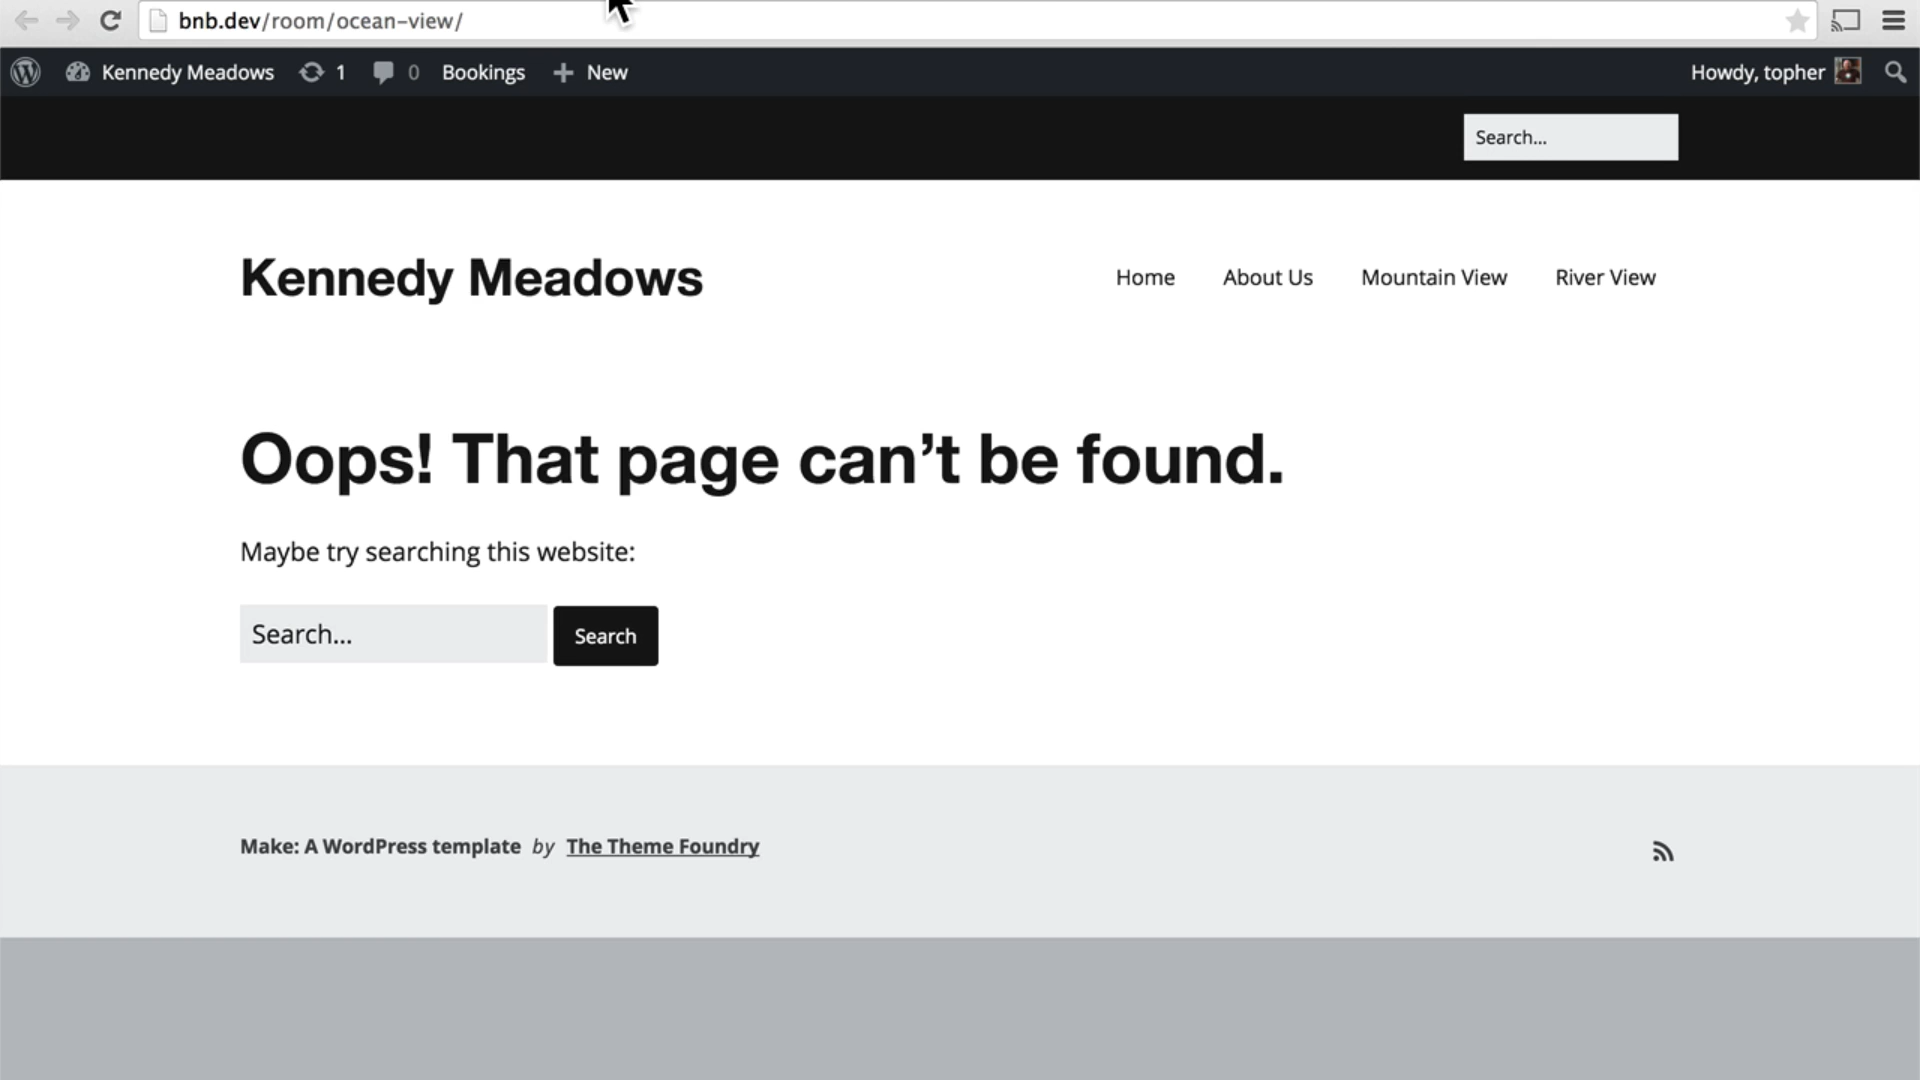 bnb.dev/room/ocean-view/
Kennedy Meadows 1 0 Bookings New Howdy, topher
Search...
Kennedy Meadows Home About Us Mountain View River View
Oops! That page can’t be found.
Maybe try searching this website:
Search... Search
Make: A WordPress template by The Theme Foundry